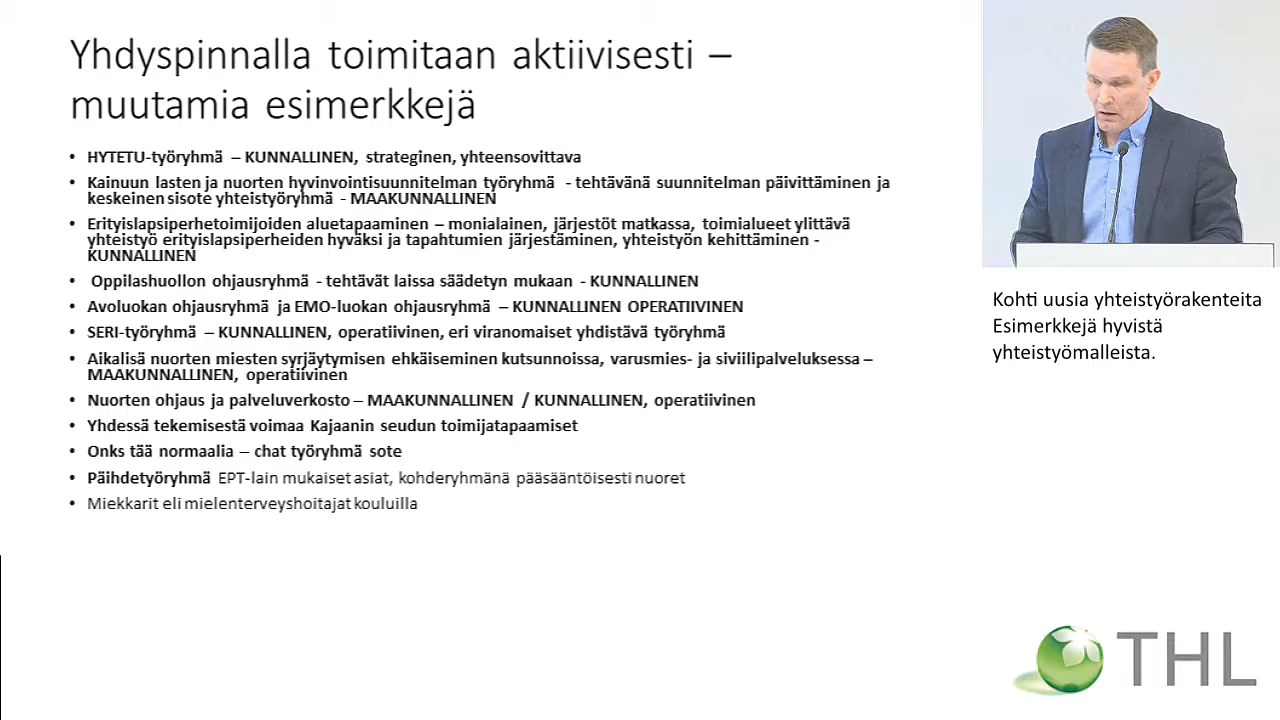 Yhdyspinnalla toimitaan aktiivisesti –
muutamia esimerkkejä
• HYTETU-työryhmä – KUNNALLINEN, strateginen, yhteensovittava
• Kainuun lasten ja nuorten hyvinvointisuunnitelman työryhmä - tehtävänä suunnitelman päivittäminen ja
keskeinen sisote yhteistyöryhmä - MAAKUNNALLINEN
• Erityislapsiperhetoimijoiden aluetapaaminen – monialainen, järjestöt matkassa, toimialueet ylittävä
yhteistyö erityislapsiperheiden hyväksi ja tapahtumien järjestäminen, yhteistyön kehittäminen -
KUNNALLINEN
• Oppilashuollon ohjausryhmä - tehtävät laissa säädetyn mukaan - KUNNALLINEN
• Avoluokan ohjausryhmä ja EMO-luokan ohjausryhmä – KUNNALLINEN OPERATIIVINEN
• SERI-työryhmä – KUNNALLINEN, operatiivinen, eri viranomaiset yhdistävä työryhmä
• Aikalisä nuorten miesten syrjäytymisen ehkäiseminen kutsunnoissa, varusmies- ja siviilipalveluksessa –
MAAKUNNALLINEN, operatiivinen
• Nuorten ohjaus ja palveluverkosto – MAAKUNNALLINEN / KUNNALLINEN, operatiivinen
• Yhdessä tekemisestä voimaa Kajaanin seudun toimijatapaamiset
• Onks tää normaalia – chat työryhmä sote
• Päihdetyöryhmä EPT-lain mukaiset asiat, kohderyhmänä pääsääntöisesti nuoret
• Miekkarit eli mielenterveyshoitajat kouluilla
Kohti uusia yhteistyörakenteita
Esimerkkejä hyvistä
yhteistyömalleista.
THL